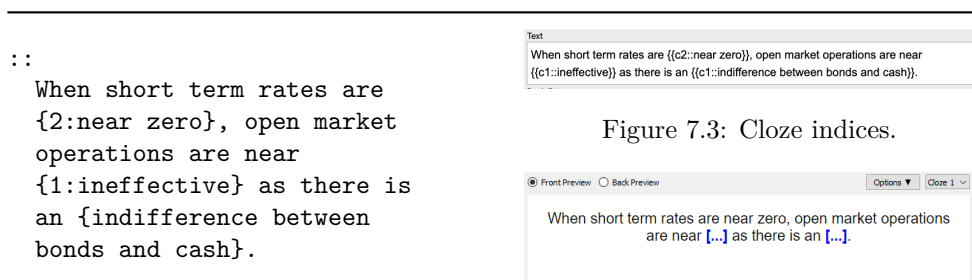 ::
When short term rates are
{2:near zero}, open market
operations are near
{1:ineffective} as there is
an {indifference between
bonds and cash}.
Text
When short term rates are {{c2::near zero}}, open market operations are near
{{c1::ineffective}} as there is an {{c1::indifference between bonds and cash}}.
Figure 7.3: Cloze indices.
Front Preview Back Preview Options ▼ Cloze 1
When short term rates are near zero, open market operations
are near [...] as there is an [...].